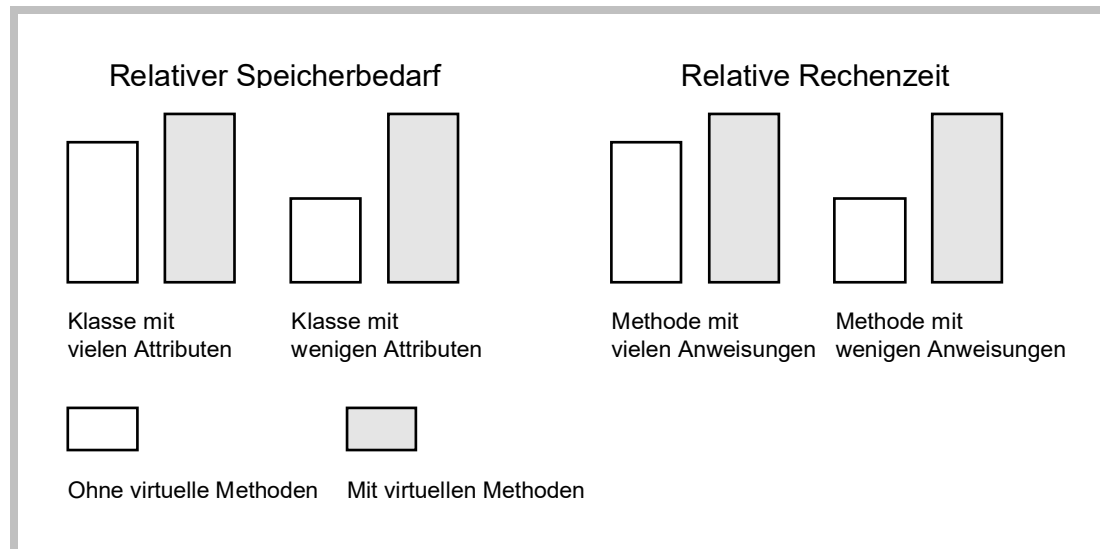 Relativer Speicherbedarf
Relative Rechenzeit
Klasse mit
vielen Attributen
Klasse mit
wenigen Attributen
Methode mit
vielen Anweisungen
Methode mit
wenigen Anweisungen
Ohne virtuelle Methoden
Mit virtuellen Methoden